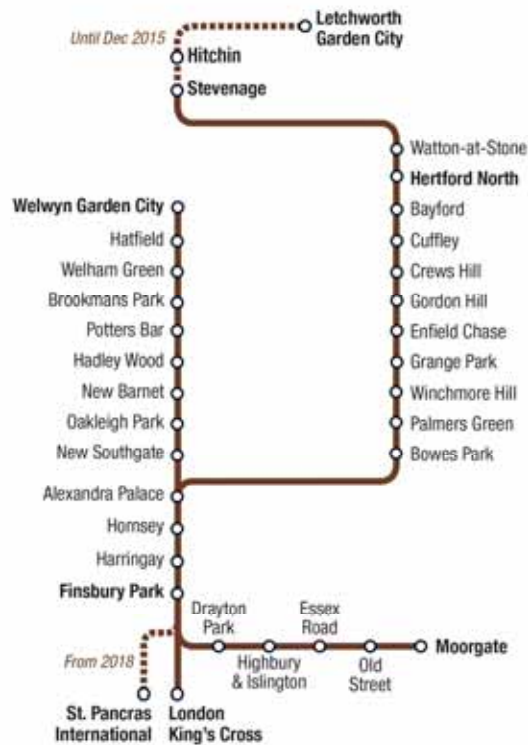 Until Dec 2015
Letchworth
Garden City
Hitchin
Stevenage
Watton-at-Stone
Hertford North
Welwyn Garden City
Bayford
Hatfield
Cuffley
Welham Green
Crews Hill
Brookmans Park
Gordon Hill
Potters Bar
Enfield Chase
Hadley Wood
Grange Park
New Barnet
Winchmore Hill
Oakleigh Park
Palmers Green
New Southgate
Bowes Park
Alexandra Palace
Hornsey
Harringay
Finsbury Park
Drayton
Park
Essex
Road
Moorgate
From 2018
Highbury
& Islington
Old
Street
St. Pancras
International
London
King's Cross